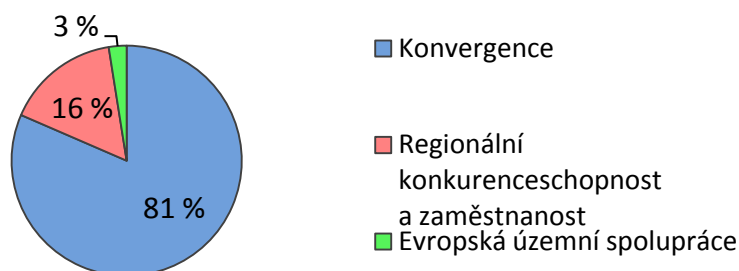 3 %
16 %
81 %
Konvergence
Regionální
konkurenceschopnost
a zaměstnanost
Evropská územní spolupráce